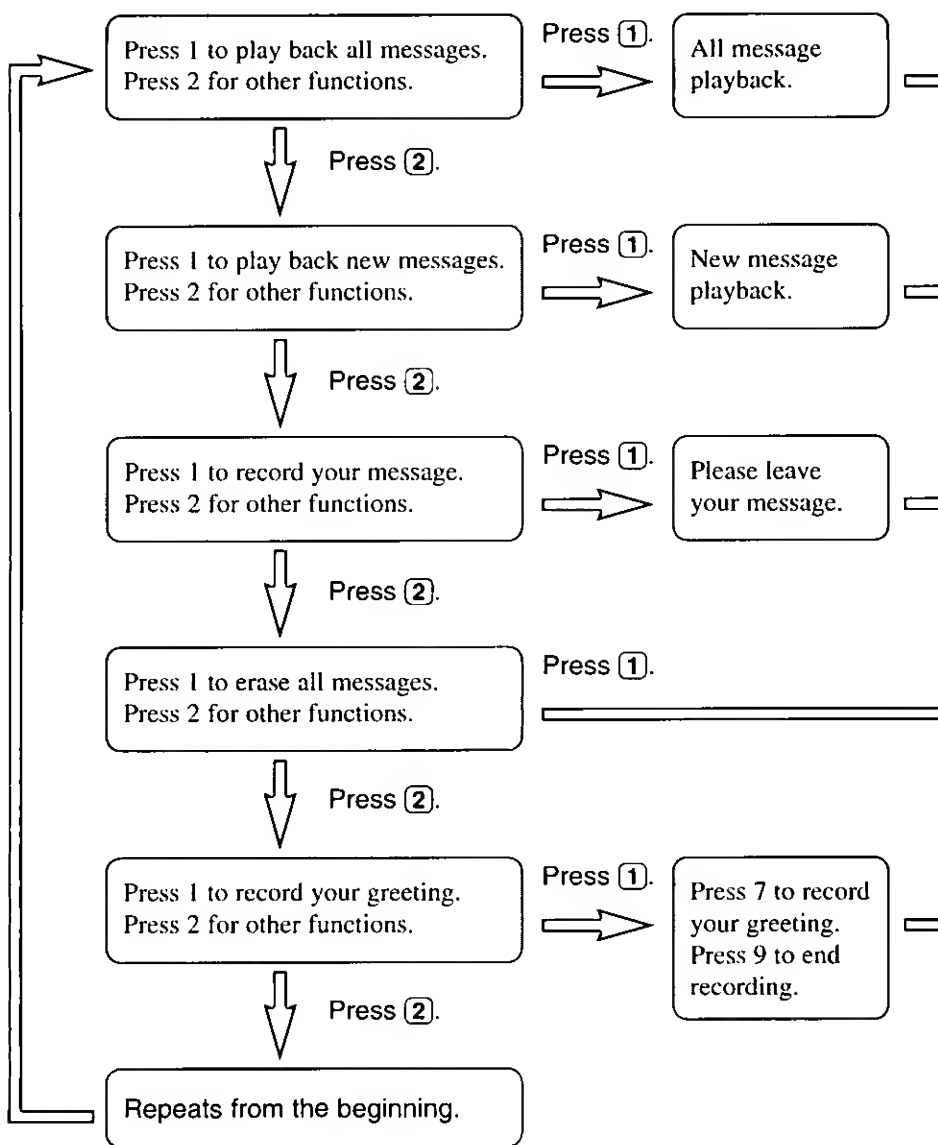 Press 1 to play back all messages.
Press 2 for other functions.
Press 1.
All message
playback.
Press 2.
Press 1 to play back new messages.
Press 2 for other functions.
Press 1.
New message
playback.
Press 2.
Press 1 to record your message.
Press 2 for other functions.
Press 1.
Please leave
your message.
Press 2.
Press 1 to erase all messages.
Press 2 for other functions.
Press 1.
Press 2.
Press 1 to record your greeting.
Press 2 for other functions.
Press 1.
Press 7 to record
your greeting.
Press 9 to end
recording.
Press 2.
Repeats from the beginning.